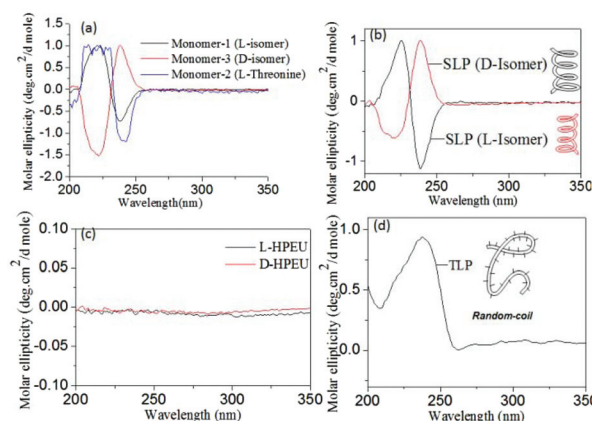 (a)
Monomer-1 (L-isomer)
Monomer-3 (D-isomer)
Monomer-2 (L-Threonine)
1.5
1.0
0.5
0.0
-0.5
-1.0
-1.5
-2.0
Molar ellipticity (deg.cm²/d mole)
200 250 300 350
Wavelength(nm)
(b)
SLP (D-Isomer)
SLP (L-Isomer)
1
0
-1
Molar ellipticity (deg.cm²/d mole)
200 250 300 350
Wavelength(nm)
(c)
L-HPEU
D-HPEU
0.10
0.05
0.00
-0.05
-0.10
Molar ellipticity (deg.cm²/d mole)
200 250 300 350
Wavelength (nm)
(d)
TLP
Random-coil
1.0
0.5
0.0
Molar ellipticity (deg.cm²/d mole)
200 250 300 350
Wavelength (nm)